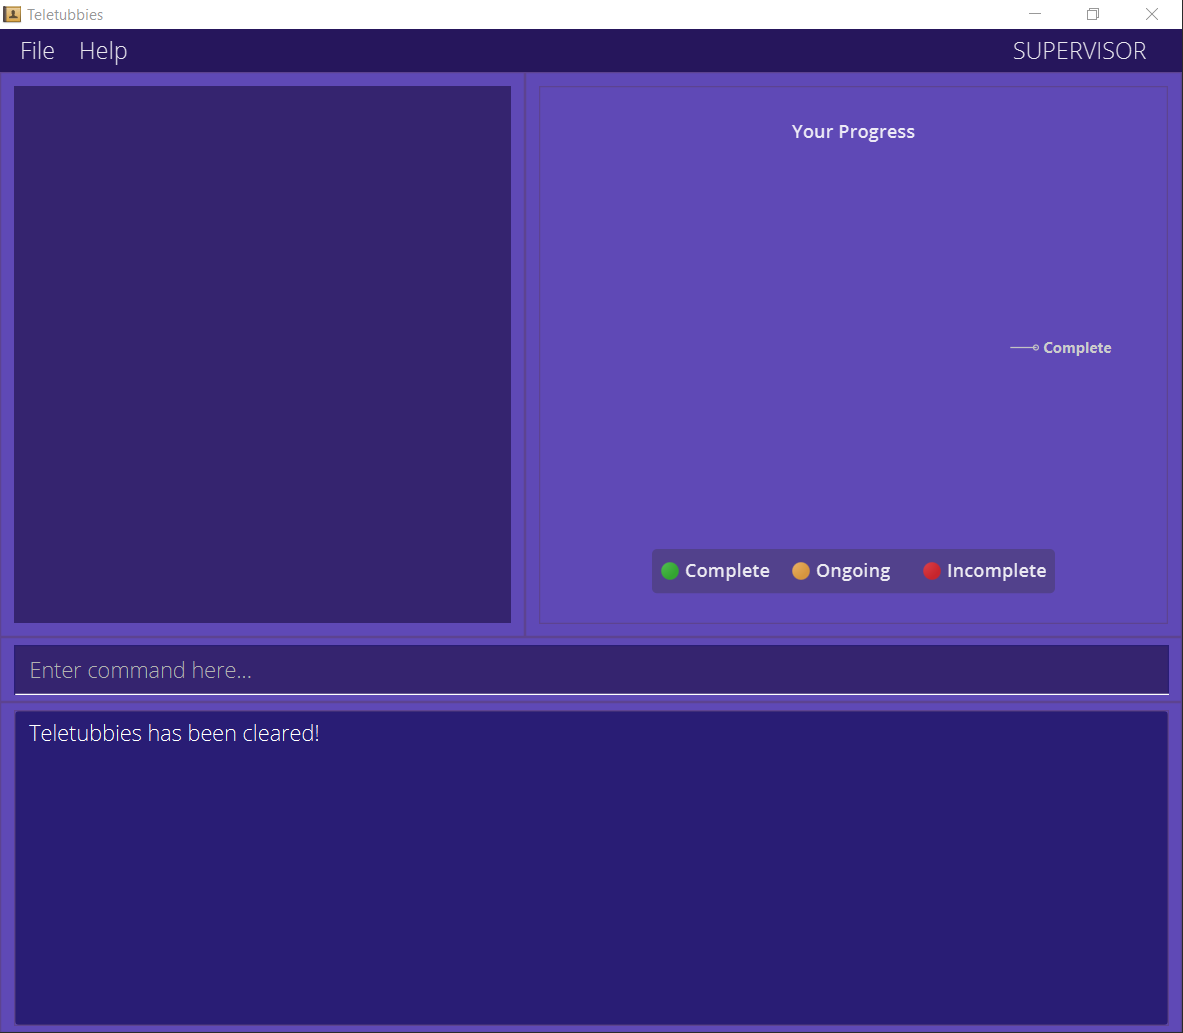 Teletubbies
File Help SUPERVISOR
Your Progress
Complete
Complete Ongoing Incomplete
Enter command here...
Teletubbies has been cleared!